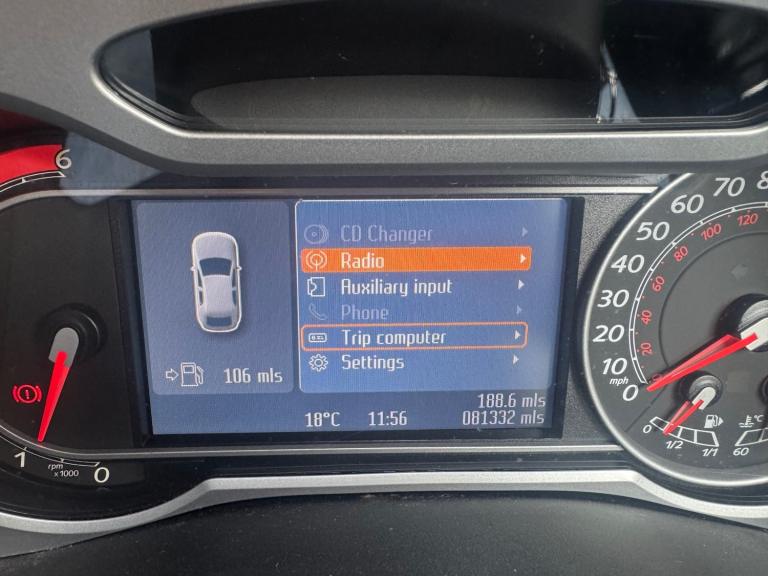 CD Changer
Radio
Auxiliary input
Phone
Trip computer
Settings
106 mls
188.6 mls
18°C 11:56 081332 mls
6
1
rpm
x1000
0
0
10
20
30
40
50
60
70
8
mph
20
40
60
80
100
120
0
1/2
1/1
°C
60